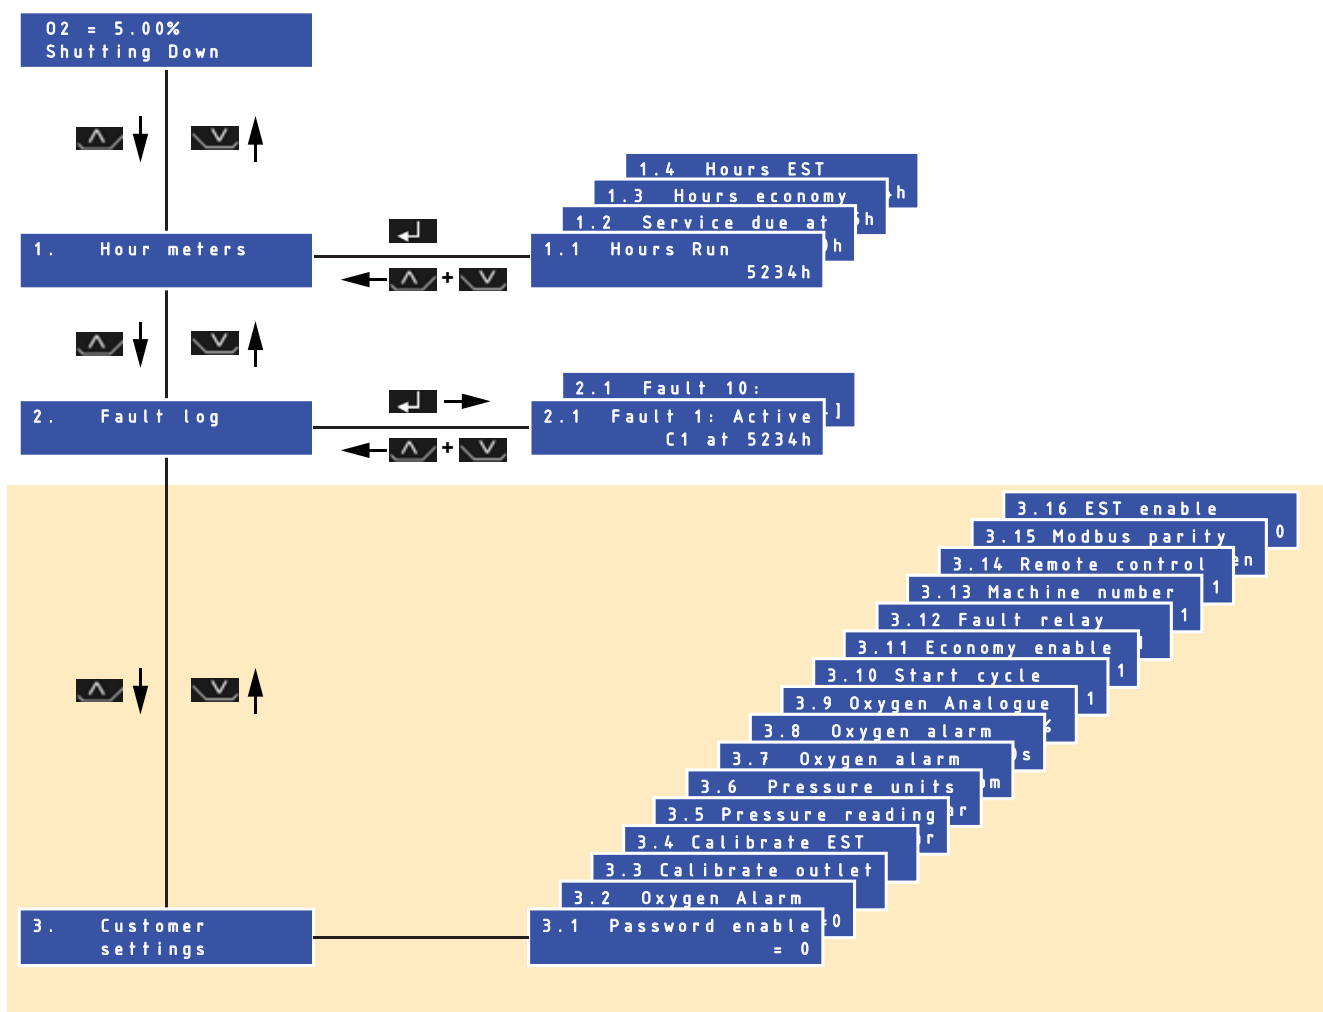 O2 = 5.00%
Shutting Down
1.4 Hours EST
h
1.3 Hours economy
h
1.2 Service due at
h
1. Hour meters
1.1 Hours Run
5234h
+
2.1 Fault 10:
]
2. Fault log
2.1 Fault 1: Active
C1 at 5234h
+
3.16 EST enable
0
3.15 Modbus parity
en
3.14 Remote control
1
3.13 Machine number
1
3.12 Fault relay
3.11 Economy enable
1
3.10 Start cycle
1
3.9 Oxygen Analogue
%
3.8 Oxygen alarm
s
3.7 Oxygen alarm
m
3.6 Pressure units
ar
3.5 Pressure reading
r
3.4 Calibrate EST
3.3 Calibrate outlet
3.2 Oxygen Alarm
=0
3. Customer
settings
3.1 Password enable
= 0